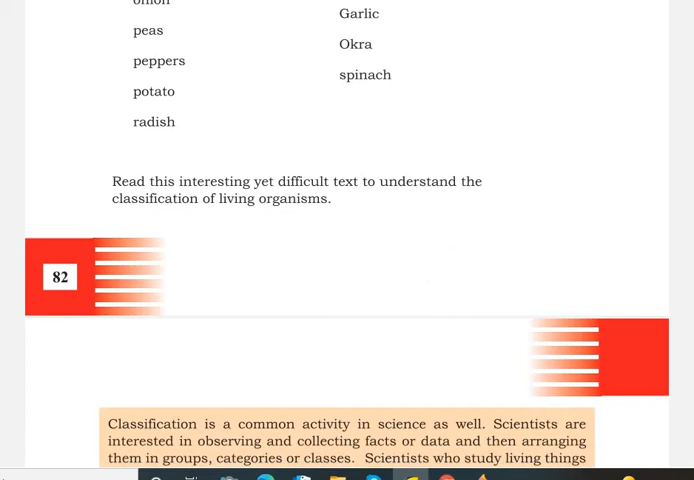 onion
peas
peppers
potato
radish
Garlic
Okra
spinach
Read this interesting yet difficult text to understand the
classification of living organisms.
82
Classification is a common activity in science as well. Scientists are
interested in observing and collecting facts or data and then arranging
them in groups, categories or classes. Scientists who study living things